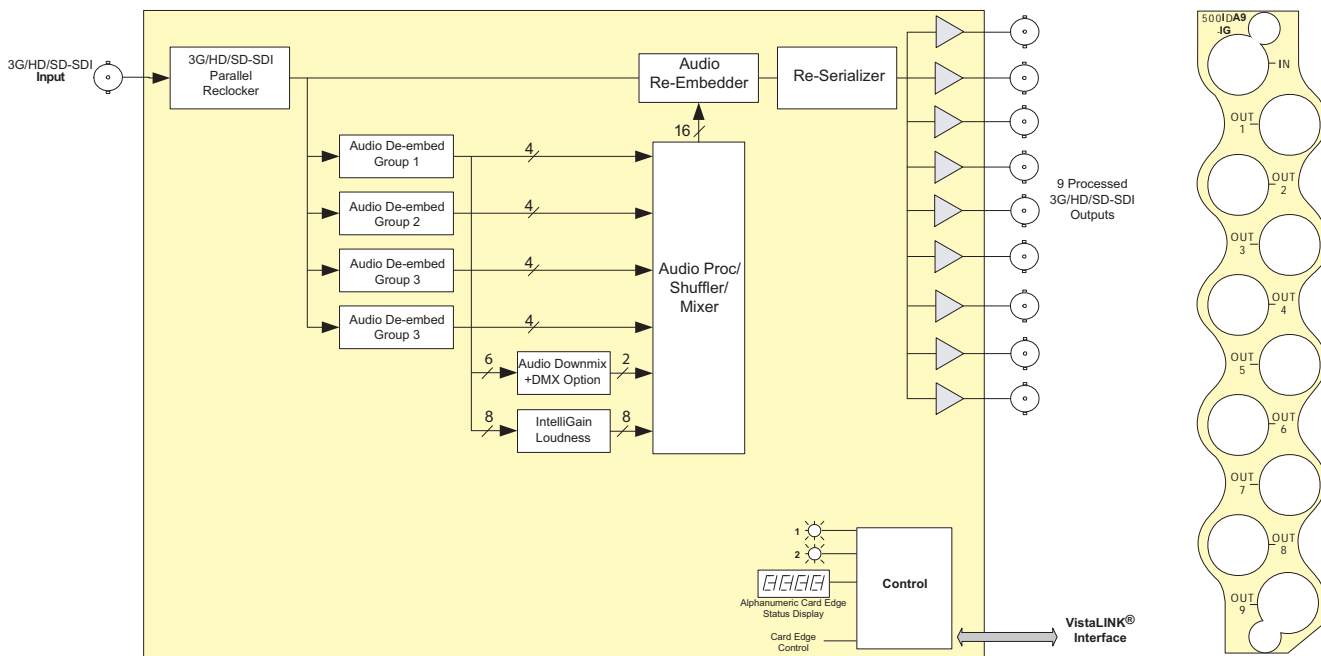 3G/HD/SD-SDI
Input
3G/HD/SD-SDI
Parallel
Reclocker
Audio
Re-Embedder
Re-Serializer
16
Audio De-embed
Group 1
4
Audio De-embed
Group 2
4
Audio De-embed
Group 3
4
Audio De-embed
Group 3
4
6
Audio Downmix
+DMX Option
2
8
IntelliGain
Loudness
8
Audio Proc/
Shuffler/
Mixer
9 Processed
3G/HD/SD-SDI
Outputs
1
2
Alphanumeric Card Edge
Status Display
Card Edge
Control
Control
VistaLINK®
Interface
500IDA9
-IG
IN
OUT
1
OUT
2
OUT
3
OUT
4
OUT
5
OUT
6
OUT
7
OUT
8
OUT
9